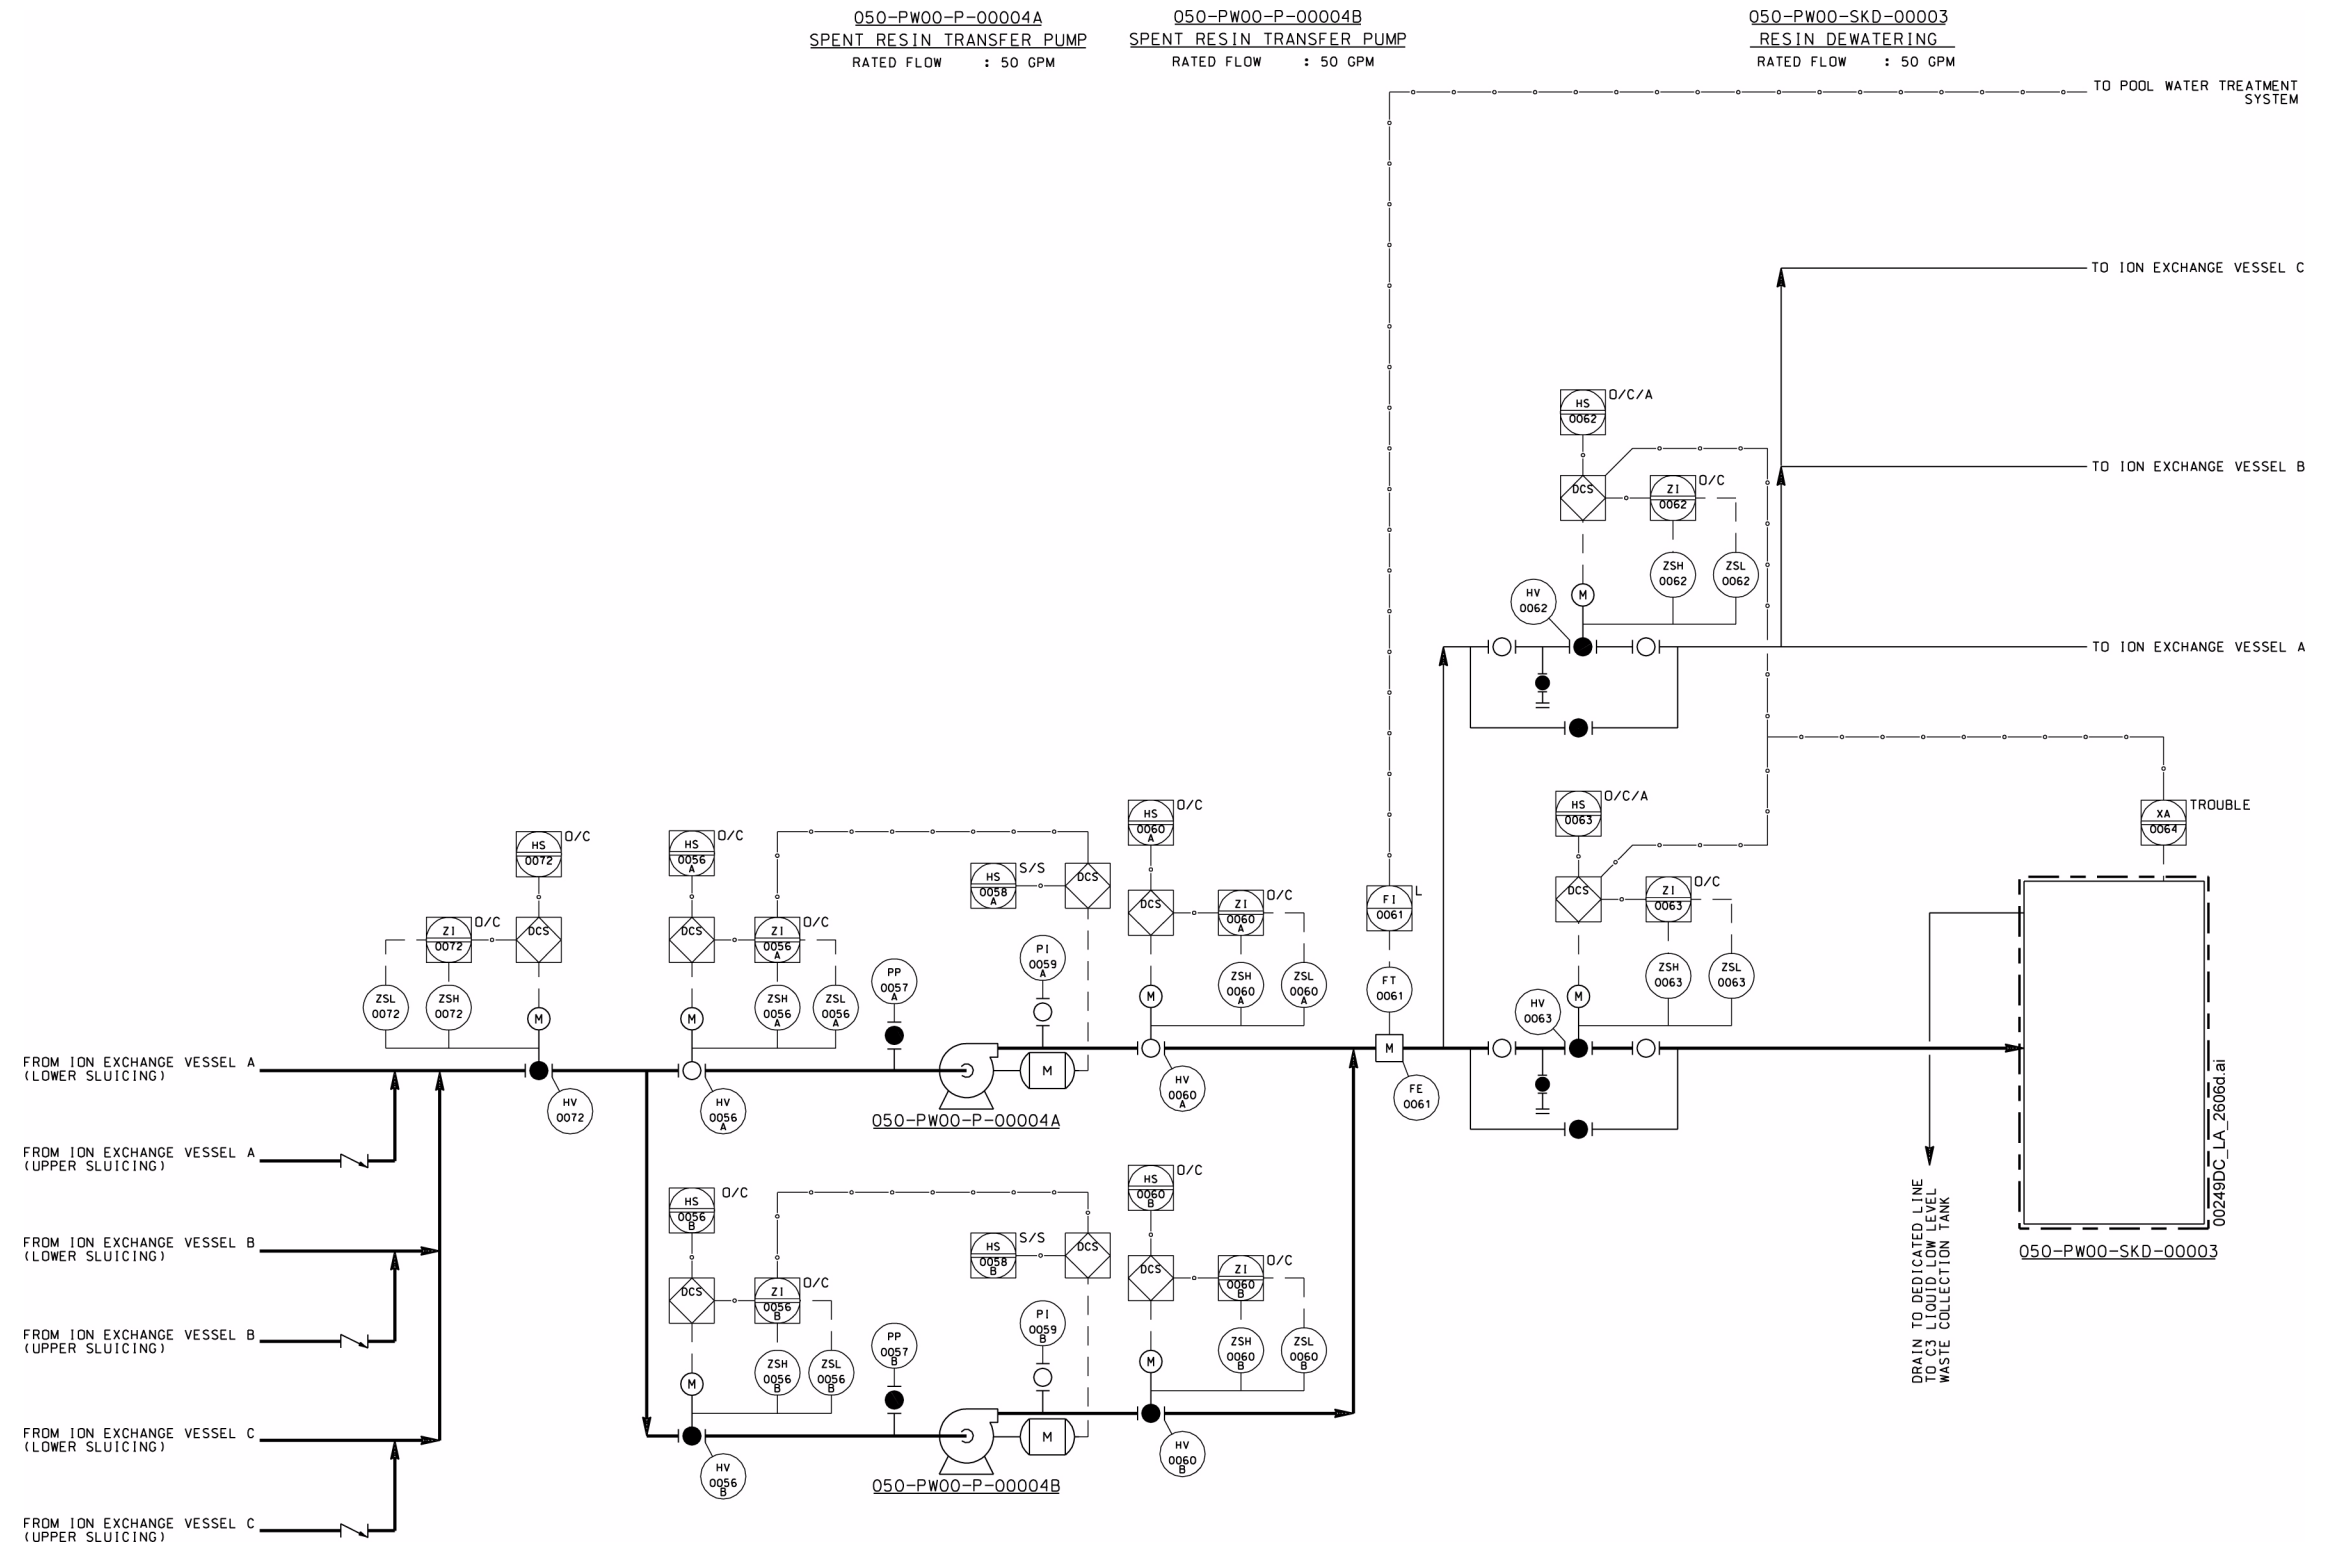 050-PW00-P-00004A
SPENT RESIN TRANSFER PUMP
RATED FLOW : 50 GPM
050-PW00-P-00004B
SPENT RESIN TRANSFER PUMP
RATED FLOW : 50 GPM
050-PW00-SKD-00003
RESIN DEWATERING
RATED FLOW : 50 GPM
TO POOL WATER TREATMENT
SYSTEM
TO ION EXCHANGE VESSEL C
HS
0062
O/C/A
TO ION EXCHANGE VESSEL B
DCS
ZI
0062
O/C
ZSH
0062
ZSL
0062
HV
0062
M
TO ION EXCHANGE VESSEL A
HS
0072
O/C
HS
0056
A
O/C
HS
0060
A
O/C
HS
0063
O/C/A
XA
0064
TROUBLE
HS
0058
A
S/S
DCS
ZI
0072
O/C
DCS
DCS
ZI
0056
A
O/C
DCS
ZI
0060
A
O/C
FI
0061
L
DCS
ZI
0063
O/C
ZSL
0072
ZSH
0072
M
M
ZSH
0056
A
ZSL
0056
A
PP
0057
A
PI
0059
A
M
ZSH
0060
A
ZSL
0060
A
FT
0061
HV
0063
M
ZSH
0063
ZSL
0063
FROM ION EXCHANGE VESSEL A
(LOWER SLUICING)
HV
0072
HV
0056
A
M
050-PW00-P-00004A
HV
0060
A
M
FE
0061
FROM ION EXCHANGE VESSEL A
(UPPER SLUICING)
HS
0056
B
O/C
HS
0060
B
O/C
HS
0058
B
S/S
DCS
FROM ION EXCHANGE VESSEL B
(LOWER SLUICING)
DCS
ZI
0056
B
O/C
DCS
ZI
0060
B
O/C
FROM ION EXCHANGE VESSEL B
(UPPER SLUICING)
M
ZSH
0056
B
ZSL
0056
B
PP
0057
B
PI
0059
B
M
ZSH
0060
B
ZSL
0060
B
FROM ION EXCHANGE VESSEL C
(LOWER SLUICING)
HV
0056
B
M
050-PW00-P-00004B
HV
0060
B
FROM ION EXCHANGE VESSEL C
(UPPER SLUICING)
DRAIN TO DEDICATED LINE
TO C3 LIQUID LOW LEVEL
WASTE COLLECTION TANK
050-PW00-SKD-00003
00249DC_LA_2606d.ai